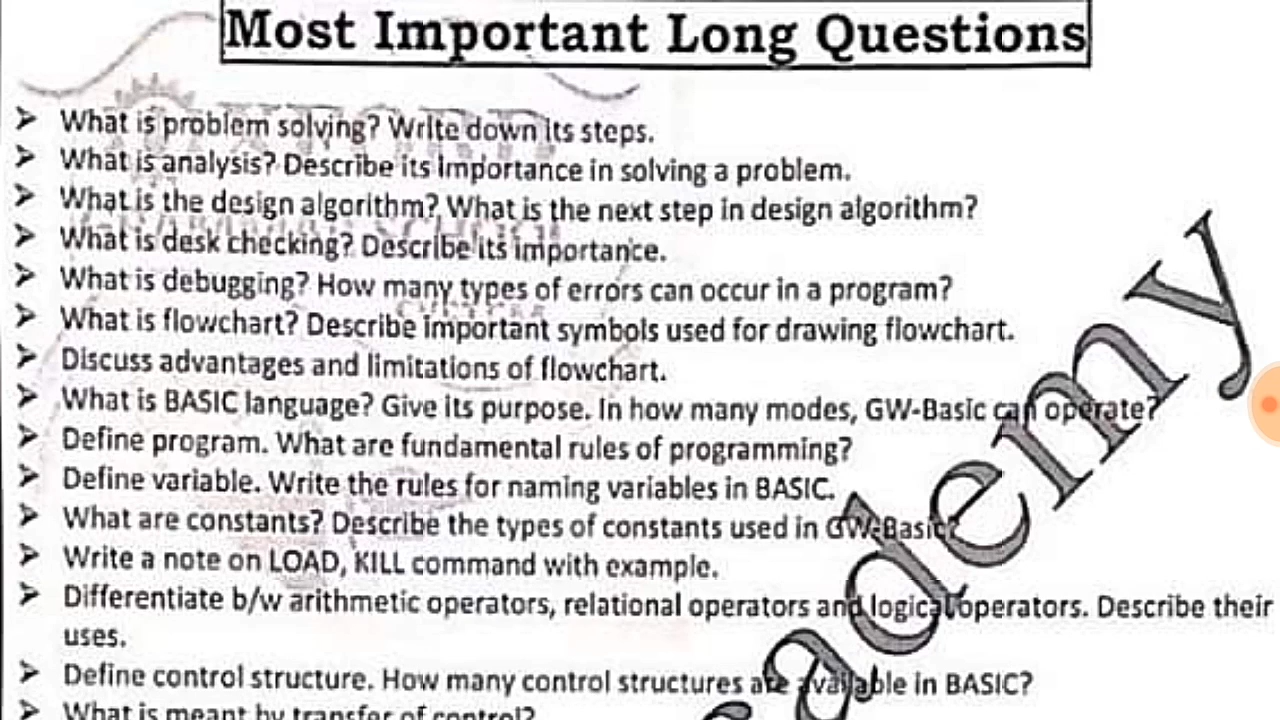 Most Important Long Questions
➤ What is problem solving? Write down its steps.
➤ What is analysis? Describe its importance in solving a problem.
➤ What is the design algorithm? What is the next step in design algorithm?
➤ What is desk checking? Describe its importance.
➤ What is debugging? How many types of errors can occur in a program?
➤ What is flowchart? Describe important symbols used for drawing flowchart.
➤ Discuss advantages and limitations of flowchart.
➤ What is BASIC language? Give its purpose. In how many modes, GW-Basic can operate?
➤ Define program. What are fundamental rules of programming?
➤ Define variable. Write the rules for naming variables in BASIC.
➤ What are constants? Describe the types of constants used in GW-Basic?
➤ Write a note on LOAD, KILL command with example.
➤ Differentiate b/w arithmetic operators, relational operators and logical operators. Describe their
uses.
➤ Define control structure. How many control structures are available in BASIC?
➤ What is meant by transfer of control?
ademy